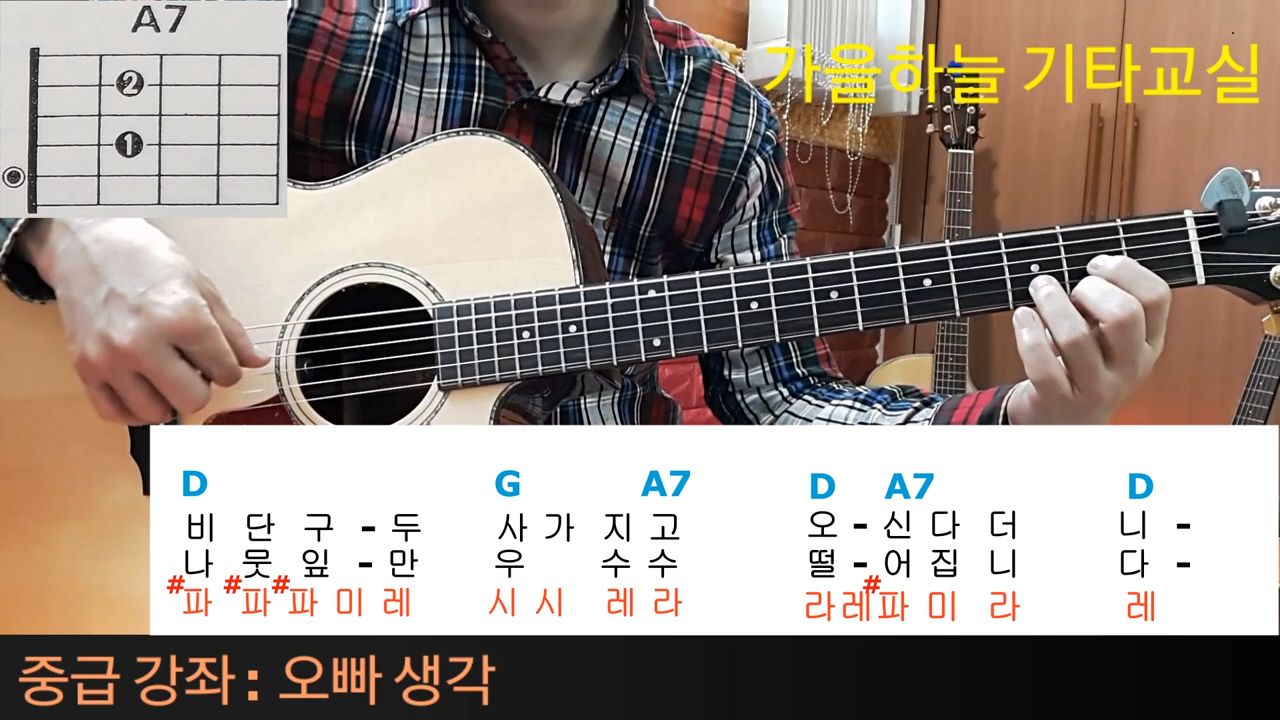 A7
2
1
가을하늘 기타교실
D G A7 D A7 D
비 단 구 - 두 사 가 지 고 오 - 신 다 더 니 -
나 뭇 잎 - 만 우 수 수 떨 - 어 집 니 다 -
#파 #파 #파 미 레 시 시 레 라 라 레 #파 미 라 레
중급 강좌 : 오빠 생각